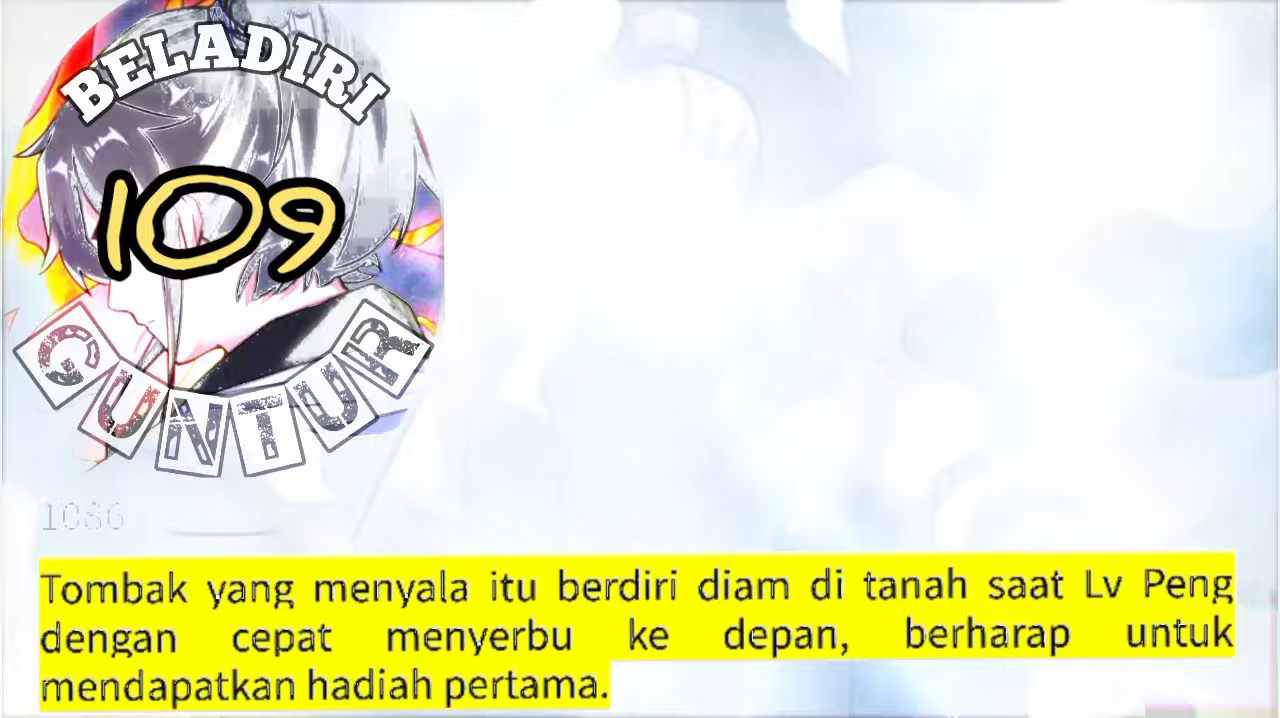 BELADIRI
109
GUNTUR
1086
Tombak yang menyala itu berdiri diam di tanah saat Lv Peng
dengan cepat menyerbu ke depan, berharap untuk
mendapatkan hadiah pertama.